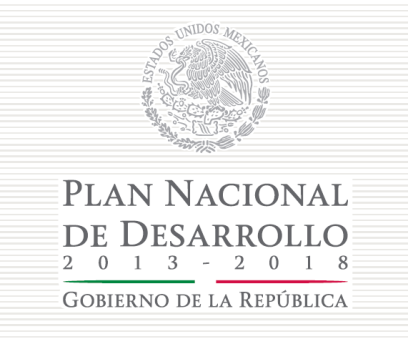 ESTADOS UNIDOS MEXICANOS
PLAN NACIONAL
DE DESARROLLO
2013-2018
GOBIERNO DE LA REPÚBLICA